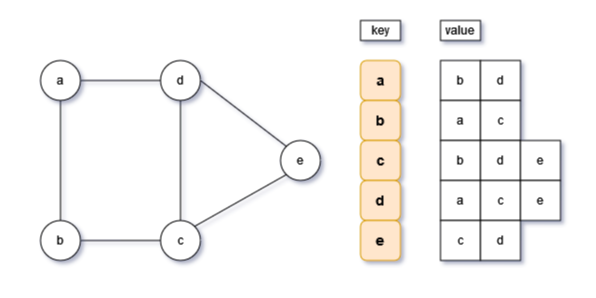 key value
a d a b d
b a c
e c b d e
d a c e
b c e c d